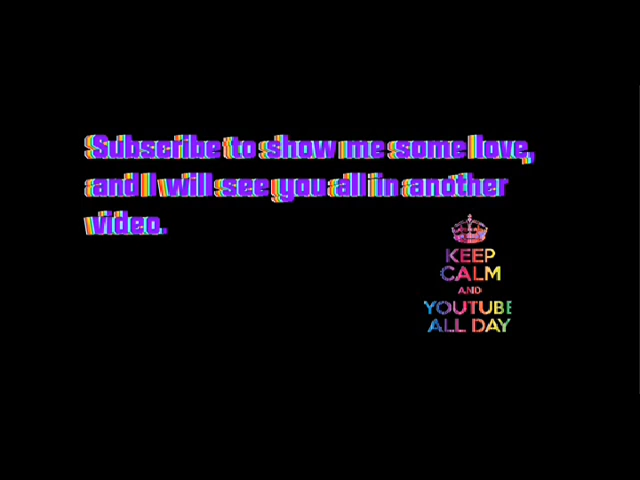 Subscribe to show me some love,
and I will see you all in another
video.
KEEP
CALM
AND
YOUTUBE
ALL DAY